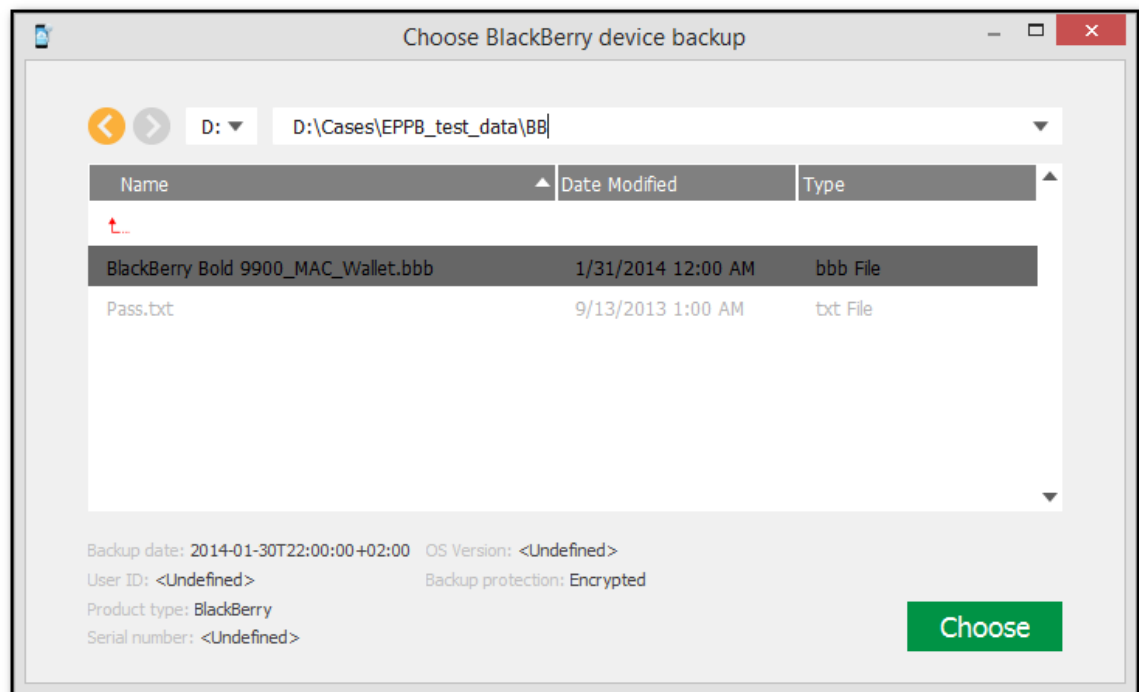 Choose BlackBerry device backup
D: D:\Cases\EPPB_test_data\BB
Name Date Modified Type
...
BlackBerry Bold 9900_MAC_Wallet.bbb 1/31/2014 12:00 AM bbb File
Pass.txt 9/13/2013 1:00 AM txt File
Backup date: 2014-01-30T22:00:00+02:00 OS Version: <Undefined>
User ID: <Undefined> Backup protection: Encrypted
Product type: BlackBerry
Serial number: <Undefined>
Choose